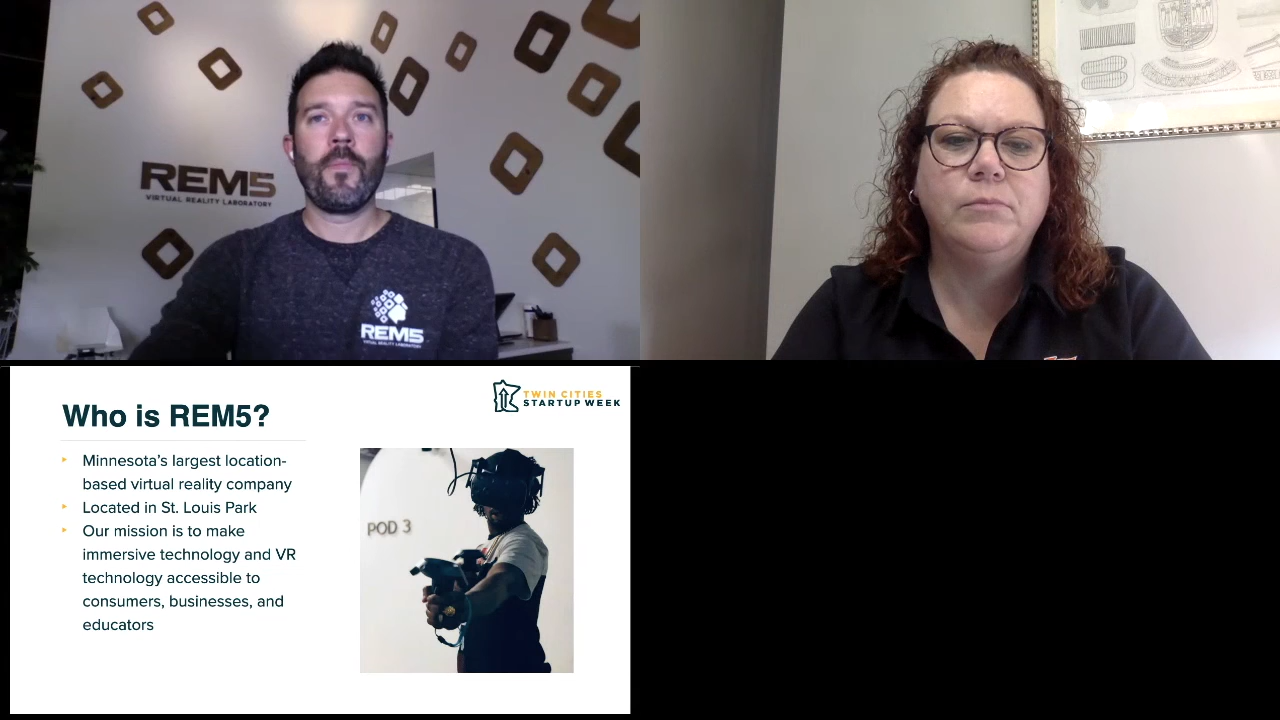 REM5
VIRTUAL REALITY LABORATORY
REM5
VIRTUAL REALITY LABORATORY
TWIN CITIES
STARTUP WEEK
Who is REM5?
Minnesota's largest location-
based virtual reality company
Located in St. Louis Park
Our mission is to make
immersive technology and VR
technology accessible to
consumers, businesses, and
educators
POD 3